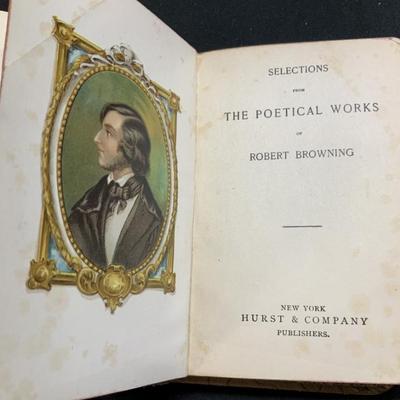 SELECTIONS
FROM
THE POETICAL WORKS
OF
ROBERT BROWNING
NEW YORK
HURST & COMPANY
PUBLISHERS.